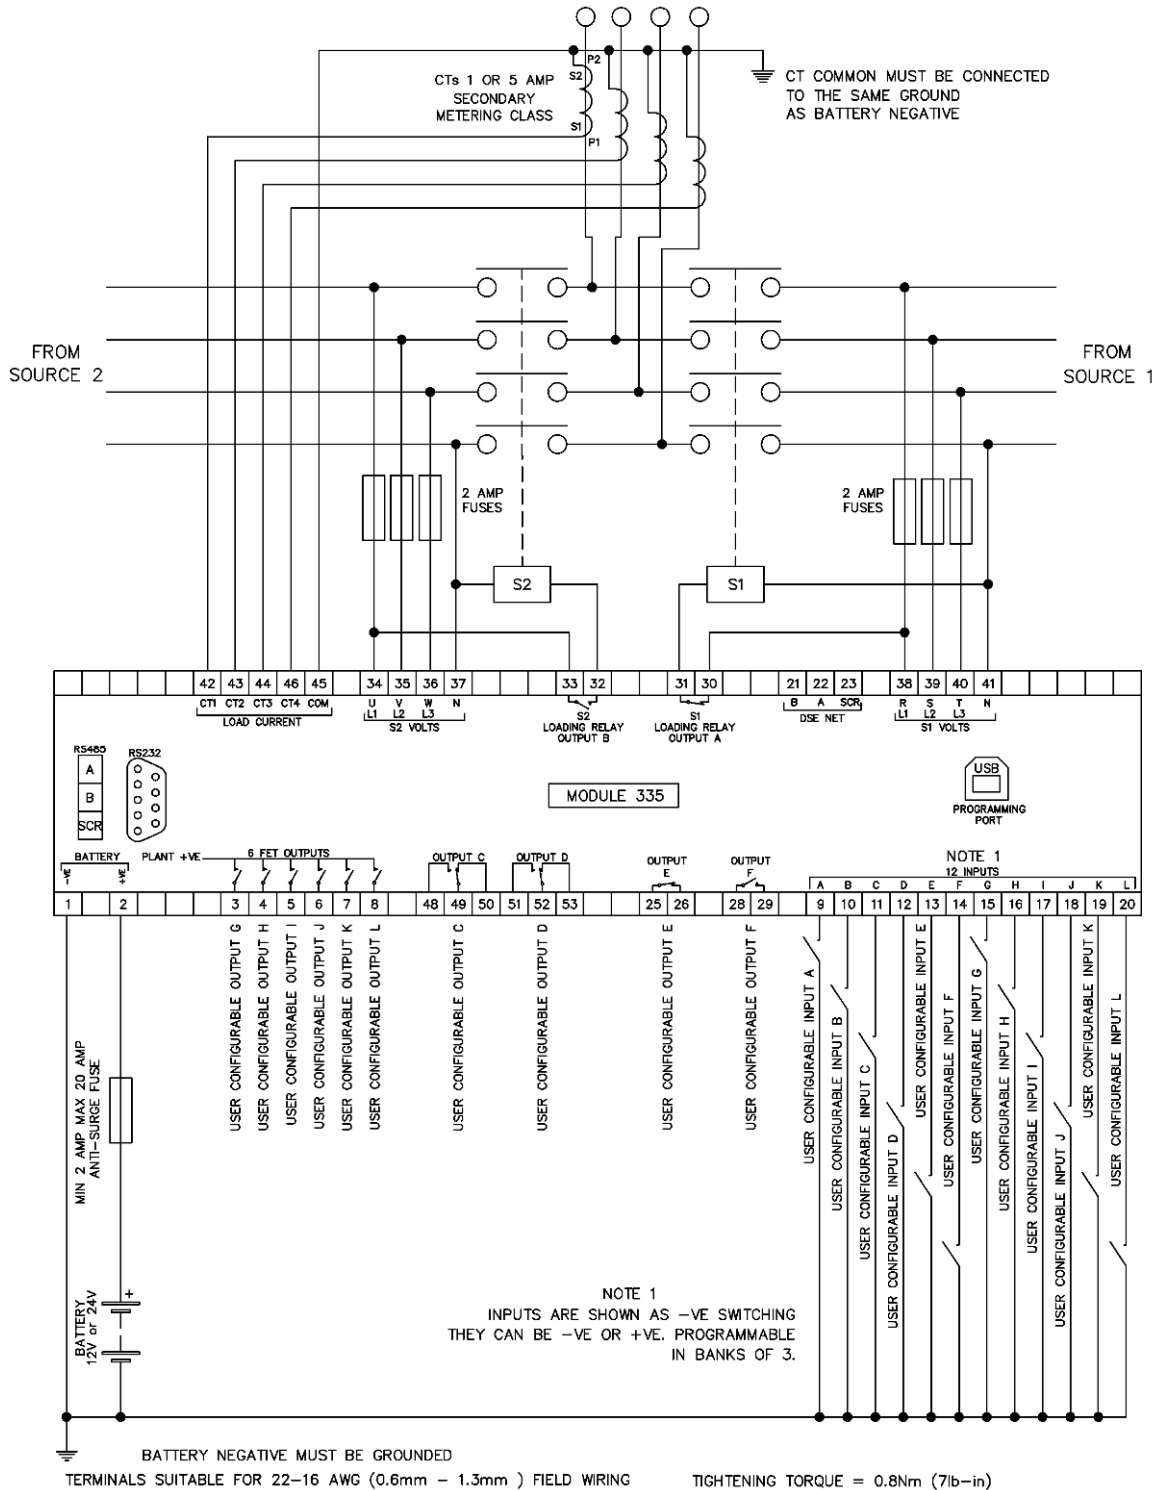 P2
S2
S1
P1
CTs 1 OR 5 AMP
SECONDARY
METERING CLASS
CT COMMON MUST BE CONNECTED
TO THE SAME GROUND
AS BATTERY NEGATIVE
FROM
SOURCE 2
FROM
SOURCE 1
2 AMP
FUSES
2 AMP
FUSES
S2
S1
42 43 44 46 45 34 35 36 37 33 32 31 30 21 22 23 38 39 40 41
CT1 CT2 CT3 CT4 COM
LOAD CURRENT
U V W N
L1 L2 L3
S2 VOLTS
S2
LOADING RELAY
OUTPUT B
S1
LOADING RELAY
OUTPUT A
B A SCR
DSE NET
R S T N
L1 L2 L3
S1 VOLTS
RS485
A
B
SCR
RS232
MODULE 335
USB
PROGRAMMING
PORT
BATTERY
-VE
+VE
PLANT +VE
6 FET OUTPUTS
OUTPUT C
OUTPUT D
OUTPUT
E
OUTPUT
F
NOTE 1
12 INPUTS
A B C D E F G H I J K L
1 2 3 4 5 6 7 8 48 49 50 51 52 53 25 26 28 29 9 10 11 12 13 14 15 16 17 18 19 20
USER CONFIGURABLE OUTPUT G
USER CONFIGURABLE OUTPUT H
USER CONFIGURABLE OUTPUT I
USER CONFIGURABLE OUTPUT J
USER CONFIGURABLE OUTPUT K
USER CONFIGURABLE OUTPUT L
USER CONFIGURABLE OUTPUT C
USER CONFIGURABLE OUTPUT D
USER CONFIGURABLE OUTPUT E
USER CONFIGURABLE OUTPUT F
USER CONFIGURABLE INPUT A
USER CONFIGURABLE INPUT B
USER CONFIGURABLE INPUT C
USER CONFIGURABLE INPUT D
USER CONFIGURABLE INPUT E
USER CONFIGURABLE INPUT F
USER CONFIGURABLE INPUT G
USER CONFIGURABLE INPUT H
USER CONFIGURABLE INPUT I
USER CONFIGURABLE INPUT J
USER CONFIGURABLE INPUT K
USER CONFIGURABLE INPUT L
MIN 2 AMP MAX 20 AMP
ANTI-SURGE FUSE
BATTERY
12V or 24V
+
NOTE 1
INPUTS ARE SHOWN AS -VE SWITCHING
THEY CAN BE -VE OR +VE. PROGRAMMABLE
IN BANKS OF 3.
BATTERY NEGATIVE MUST BE GROUNDED
TERMINALS SUITABLE FOR 22-16 AWG (0.6mm - 1.3mm ) FIELD WIRING
TIGHTENING TORQUE = 0.8Nm (7lb-in)